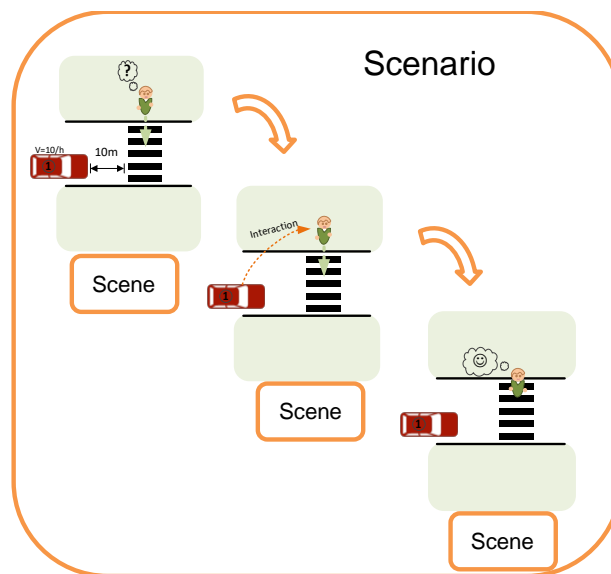 Scenario
?
V=10/h
10m
1
Scene
Interaction
1
Scene
1
Scene